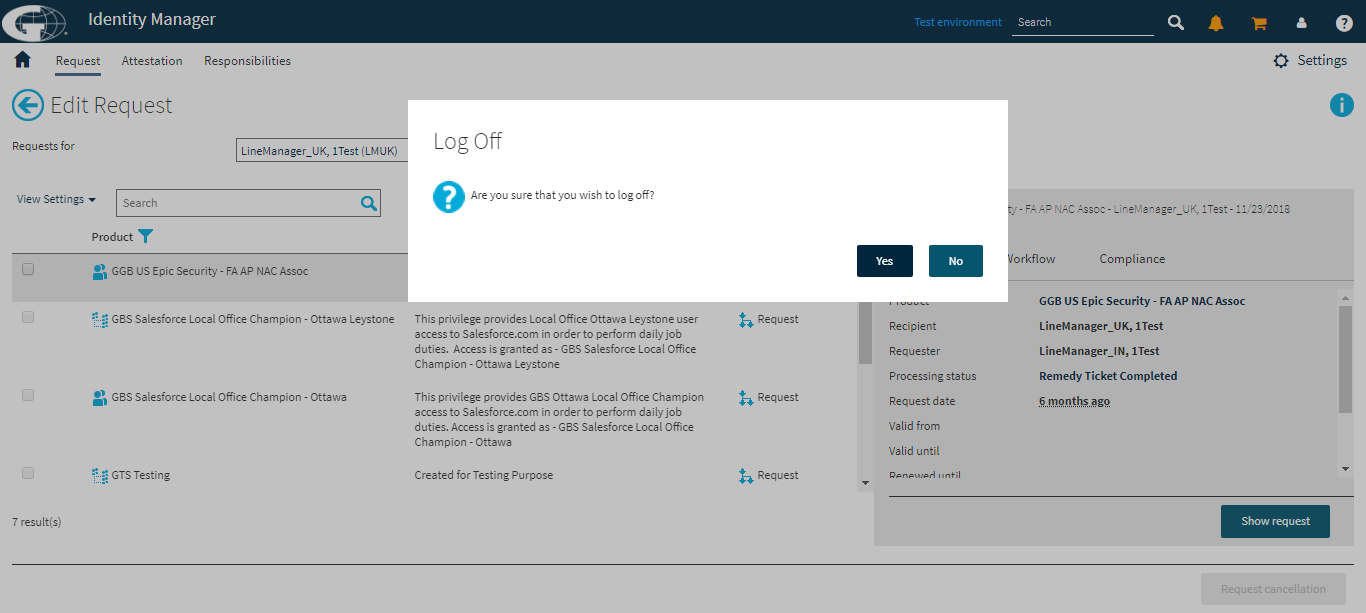 Identity Manager
Test environment
Search
Request
Attestation
Responsibilities
Settings
Edit Request
Requests for
LineManager_UK, 1Test (LMUK)
View Settings
Search
Product
GGB US Epic Security - FA AP NAC Assoc
GBS Salesforce Local Office Champion - Ottawa Leystone
This privilege provides Local Office Ottawa Leystone user
access to Salesforce.com in order to perform daily job
duties. Access is granted as - GBS Salesforce Local Office
Champion - Ottawa Leystone
Request
GBS Salesforce Local Office Champion - Ottawa
This privilege provides GBS Ottawa Local Office Champion
access to Salesforce.com in order to perform daily job
duties. Access is granted as - GBS Salesforce Local Office
Champion - Ottawa
Request
GTS Testing
Created for Testing Purpose
Request
7 result(s)
Log Off
Are you sure that you wish to log off?
Yes
No
ty - FA AP NAC Assoc - LineManager_UK, 1Test - 11/23/2018
Workflow
Compliance
Product
GGB US Epic Security - FA AP NAC Assoc
Recipient
LineManager_UK, 1Test
Requester
LineManager_IN, 1Test
Processing status
Remedy Ticket Completed
Request date
6 months ago
Valid from
Valid until
Renewed until
Show request
Request cancellation